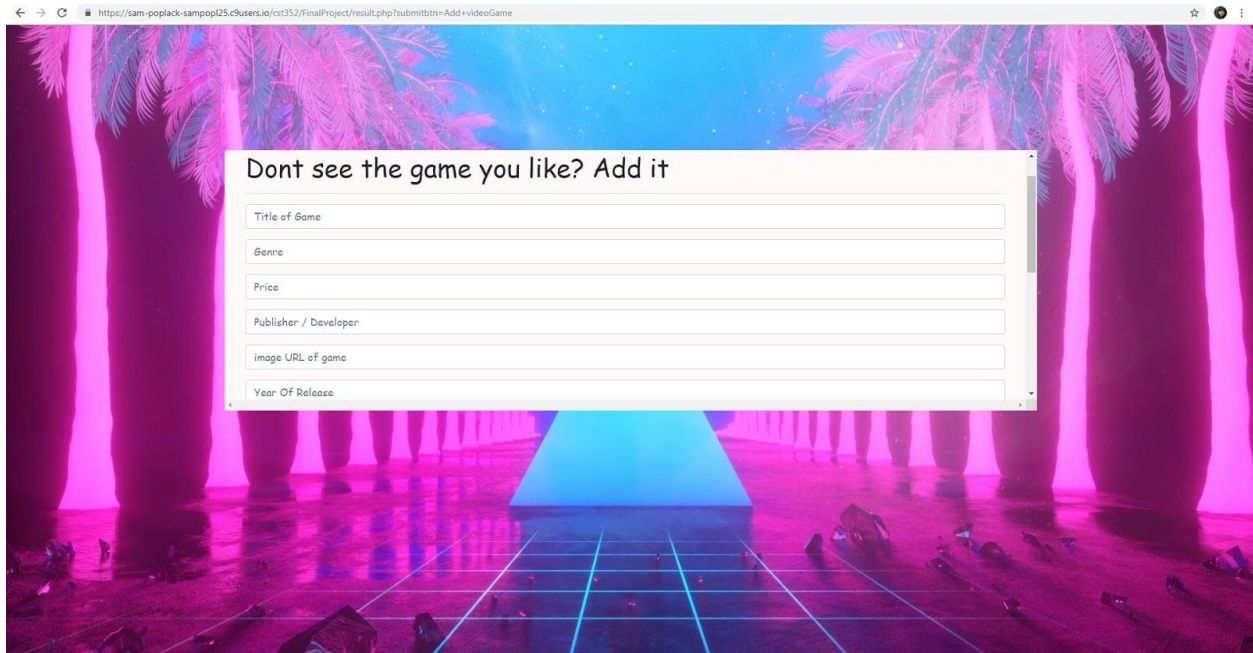 https://sam-poplack-sampopl25.c9users.io/cst352/FinalProject/result.php?submitbtn=Add+videoGame
Dont see the game you like? Add it
Title of Game
Genre
Price
Publisher / Developer
image URL of game
Year Of Release